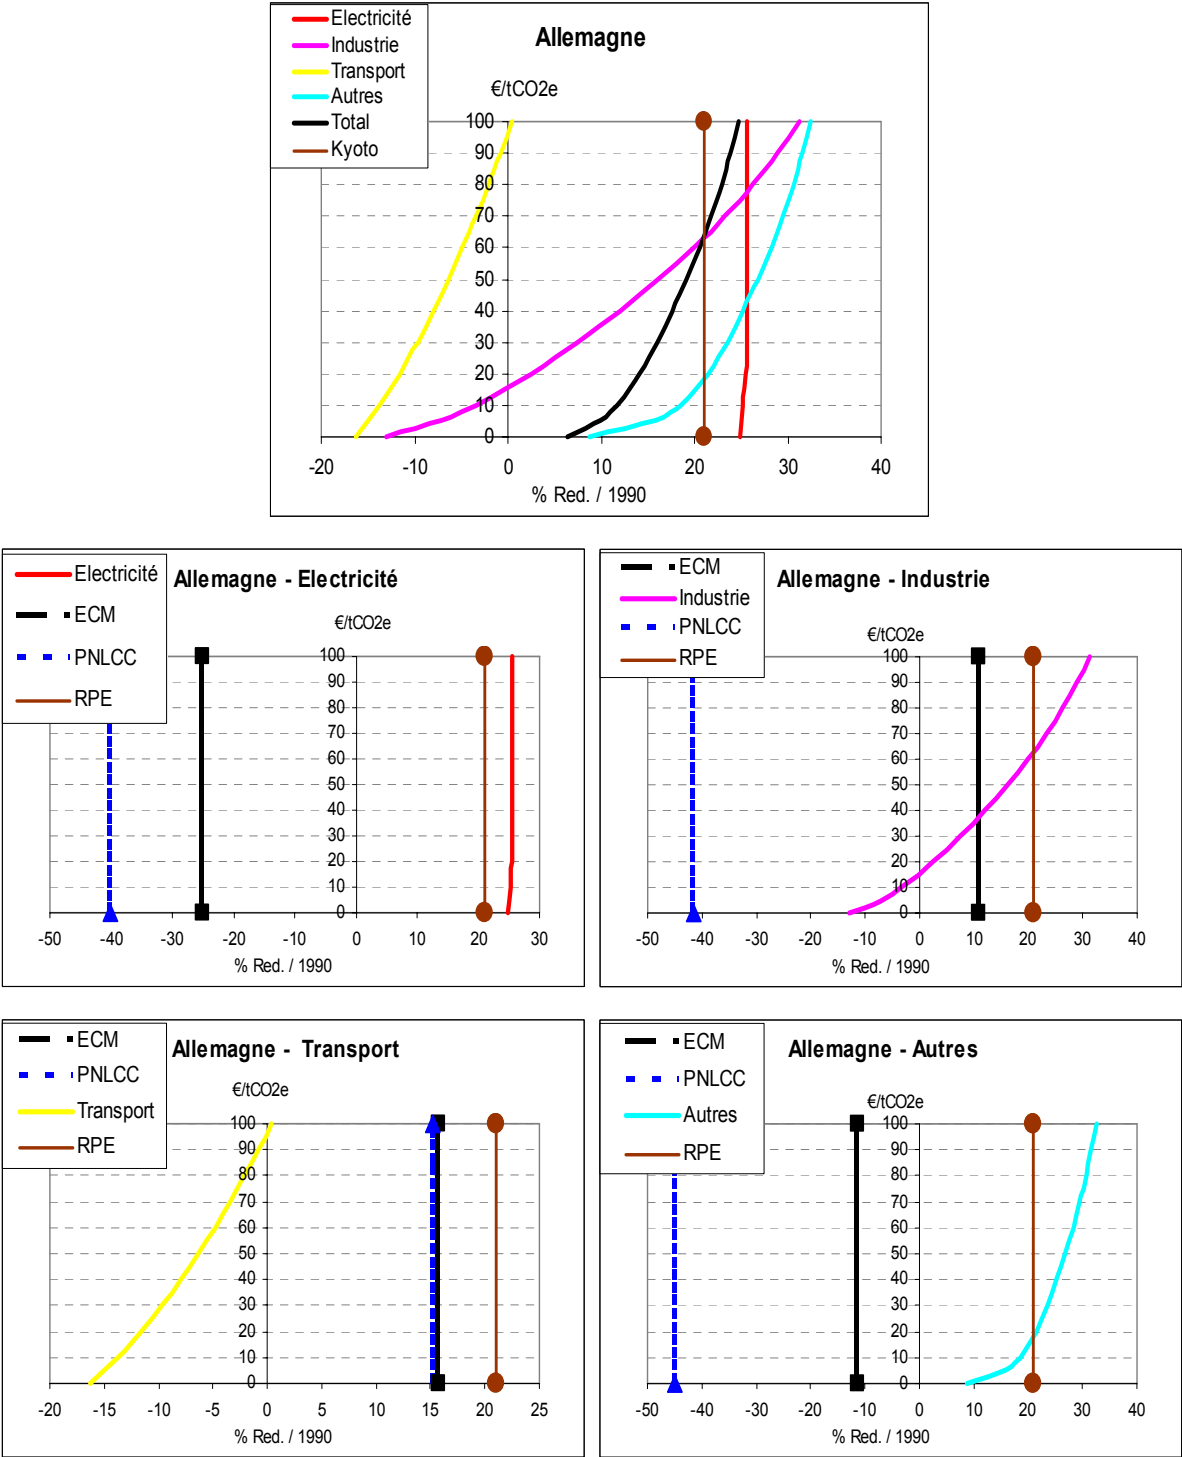 Electricité
Industrie
Transport
Autres
Total
Kyoto
Allemagne
€/tCO2e
100
90
80
70
60
50
40
30
20
10
0
-20 -10 0 10 20 30 40
% Red. / 1990
Electricité
ECM
PNLCC
RPE
Allemagne - Electricité
€/tCO2e
100
90
80
70
60
50
40
30
20
10
0
-50 -40 -30 -20 -10 0 10 20 30
% Red. / 1990
ECM
Industrie
PNLCC
RPE
Allemagne - Industrie
€/tCO2e
100
90
80
70
60
50
40
30
20
10
0
-50 -40 -30 -20 -10 0 10 20 30 40
% Red. / 1990
ECM
PNLCC
Transport
RPE
Allemagne - Transport
€/tCO2e
100
90
80
70
60
50
40
30
20
10
0
-20 -15 -10 -5 0 5 10 15 20 25
% Red. / 1990
ECM
PNLCC
Autres
RPE
Allemagne - Autres
€/tCO2e
100
90
80
70
60
50
40
30
20
10
0
-50 -40 -30 -20 -10 0 10 20 30 40
% Red. / 1990